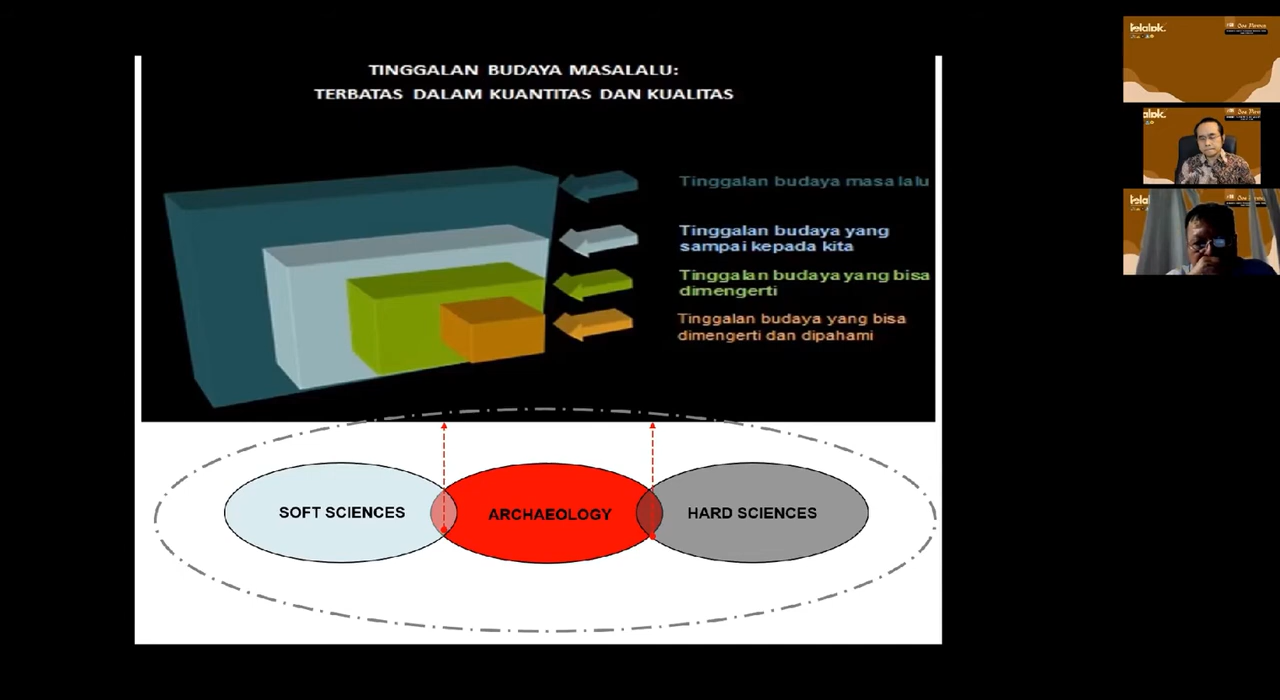 TINGGALAN BUDAYA MASALALU:
TERBATAS DALAM KUANTITAS DAN KUALITAS
Tinggalan budaya masa lalu
Tinggalan budaya yang
sampai kepada kita
Tinggalan budaya yang bisa
dimengerti
Tinggalan budaya yang bisa
dimengerti dan dipahami
SOFT SCIENCES
ARCHAEOLOGY
HARD SCIENCES